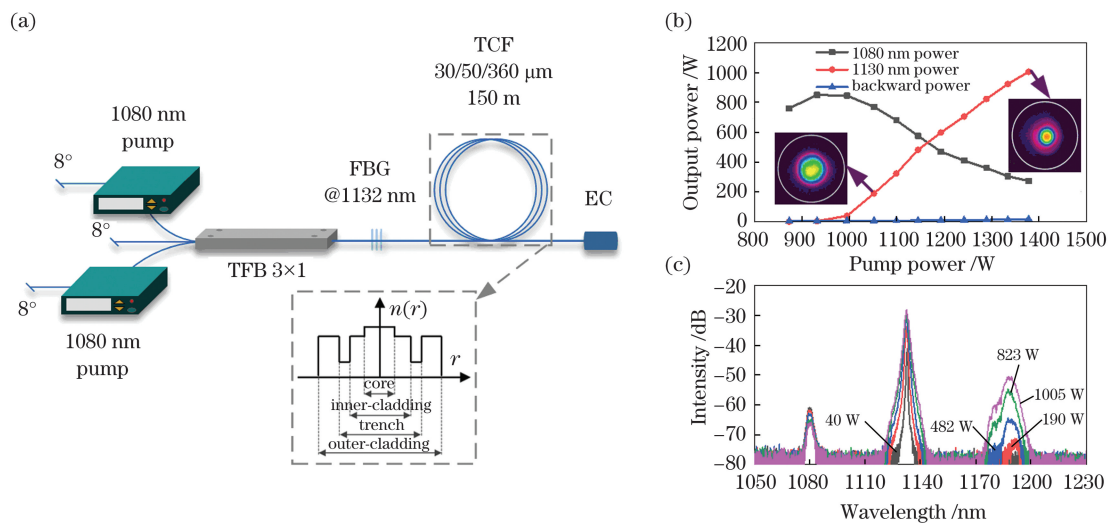 (a)
TCF
30/50/360 μm
150 m
1080 nm
pump
8°
FBG
@1132 nm
EC
8°
TFB 3×1
8°
1080 nm
pump
n(r)
r
core
inner-cladding
trench
outer-cladding
(b)
1200
1000
800
600
400
200
0
Output power /W
1080 nm power
1130 nm power
backward power
800 900 1000 1100 1200 1300 1400 1500
Pump power /W
(c)
−20
−30
−40
−50
−60
−70
−80
Intensity /dB
823 W
1005 W
40 W
482 W
190 W
1050 1080 1110 1140 1170 1200 1230
Wavelength /nm